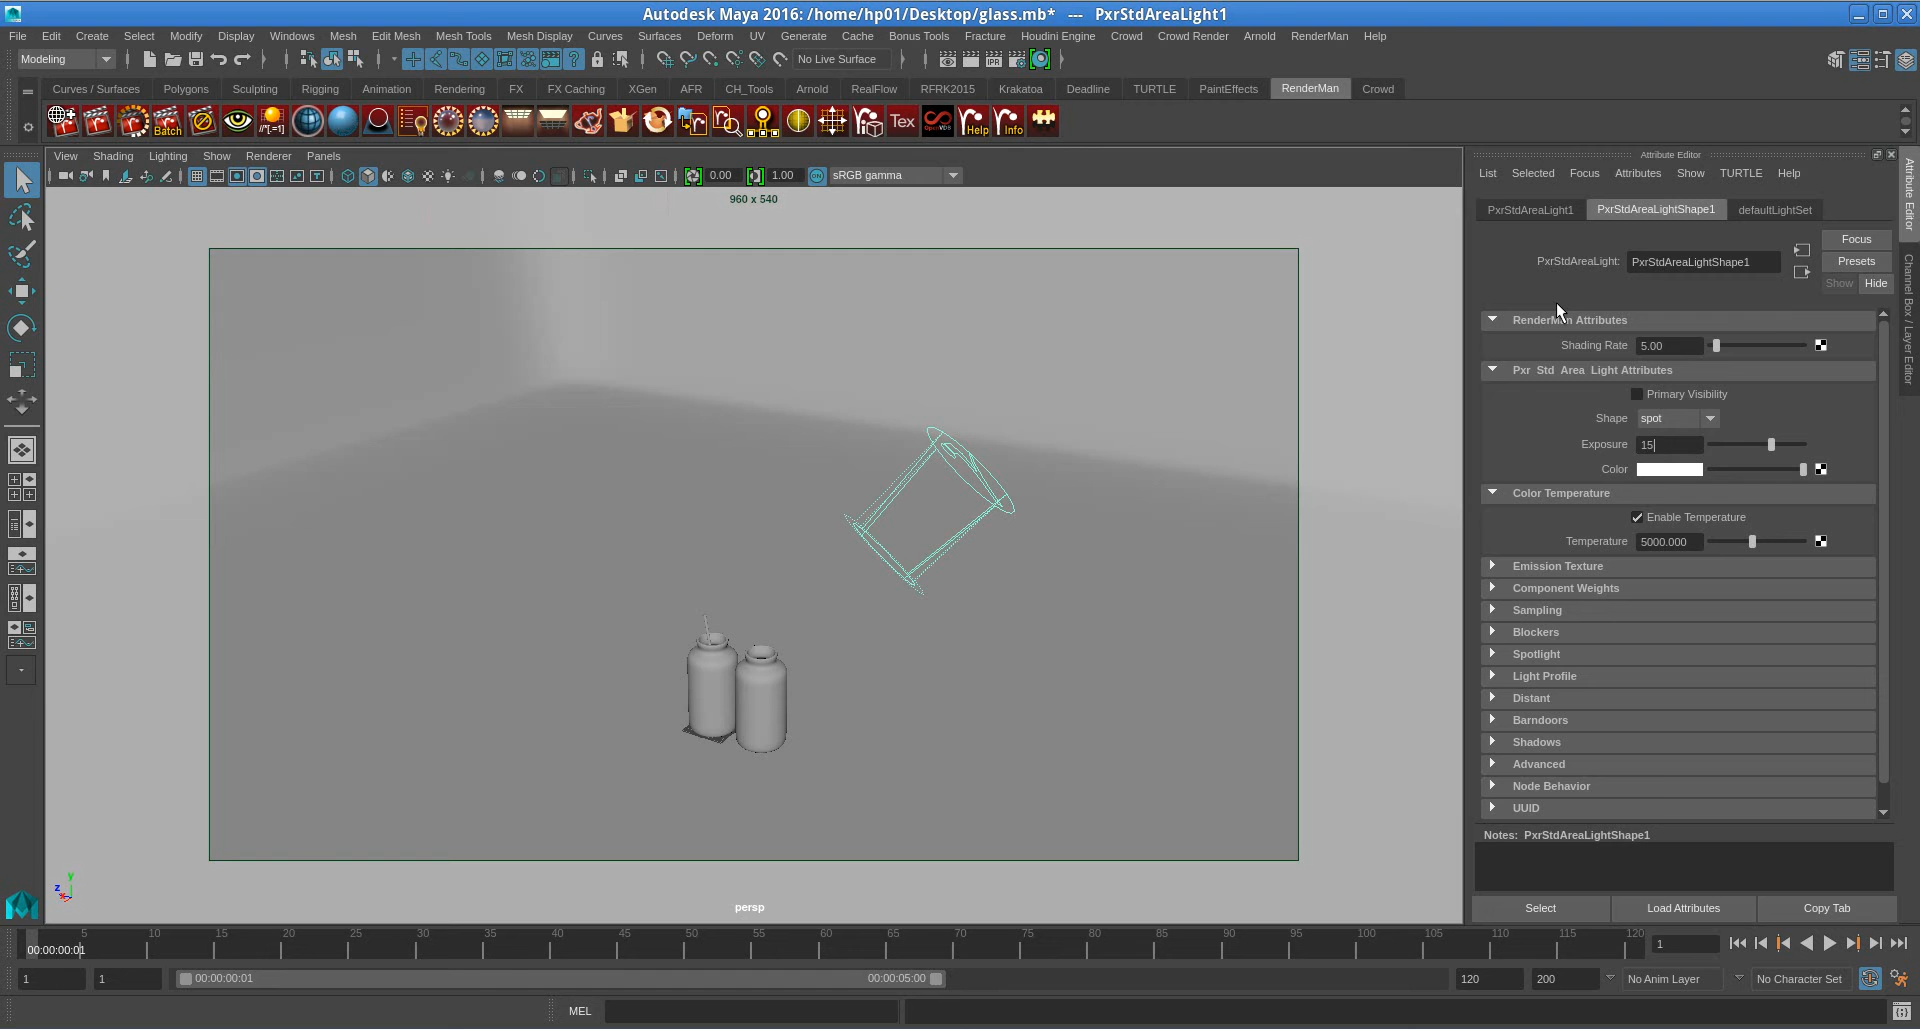 Autodesk Maya 2016: /home/hp01/Desktop/glass.mb* --- PxrStdAreaLight1
File Edit Create Select Modify Display Windows Mesh Edit Mesh Mesh Tools Mesh Display Curves Surfaces Deform UV Generate Cache Bonus Tools Fracture Houdini Engine Crowd Crowd Render Arnold RenderMan Help
Modeling No Live Surface IPR
Curves / Surfaces Polygons Sculpting Rigging Animation Rendering FX FX Caching XGen AFR CH_Tools Arnold RealFlow RFRK2015 Krakatoa Deadline TURTLE PaintEffects RenderMan Crowd
Batch //*[.=1] Tex OpenVDB Help Info
View Shading Lighting Show Renderer Panels
0.00 1.00 ON sRGB gamma
960 x 540
persp
y
z
x
Attribute Editor
List Selected Focus Attributes Show TURTLE Help
PxrStdAreaLight1 PxrStdAreaLightShape1 defaultLightSet
PxrStdAreaLight: PxrStdAreaLightShape1
Focus
Presets
Show Hide
RenderMan Attributes
Shading Rate 5.00
Pxr Std Area Light Attributes
Primary Visibility
Shape spot
Exposure 15
Color
Color Temperature
Enable Temperature
Temperature 5000.000
Emission Texture
Component Weights
Sampling
Blockers
Spotlight
Light Profile
Distant
Barndoors
Shadows
Advanced
Node Behavior
UUID
Notes: PxrStdAreaLightShape1
Select Load Attributes Copy Tab
Attribute Editor
Channel Box / Layer Editor
5 10 15 20 25 30 35 40 45 50 55 60 65 70 75 80 85 90 95 100 105 110 115 120
00:00:00:01
1
1 1 00:00:00:01 00:00:05:00 120 200 No Anim Layer No Character Set
MEL